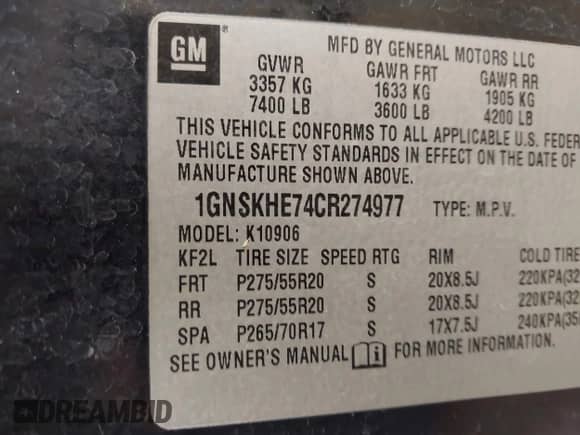 GM
MFD BY GENERAL MOTORS LLC
GVWR GAWR FRT GAWR RR
3357 KG 1633 KG 1905 KG
7400 LB 3600 LB 4200 LB
THIS VEHICLE CONFORMS TO ALL APPLICABLE U.S. FEDER
VEHICLE SAFETY STANDARDS IN EFFECT ON THE DATE OF
MANUFACTURE SHOWN ABOVE.
1GNSKHE74CR274977 TYPE: M.P.V.
MODEL: K10906
KF2L TIRE SIZE SPEED RTG RIM COLD TIRE
FRT P275/55R20 S 20X8.5J 220KPA(32
RR P275/55R20 S 20X8.5J 220KPA(32
SPA P265/70R17 S 17X7.5J 240KPA(35
SEE OWNER'S MANUAL i FOR MORE INFORMATION.
DREAMBID